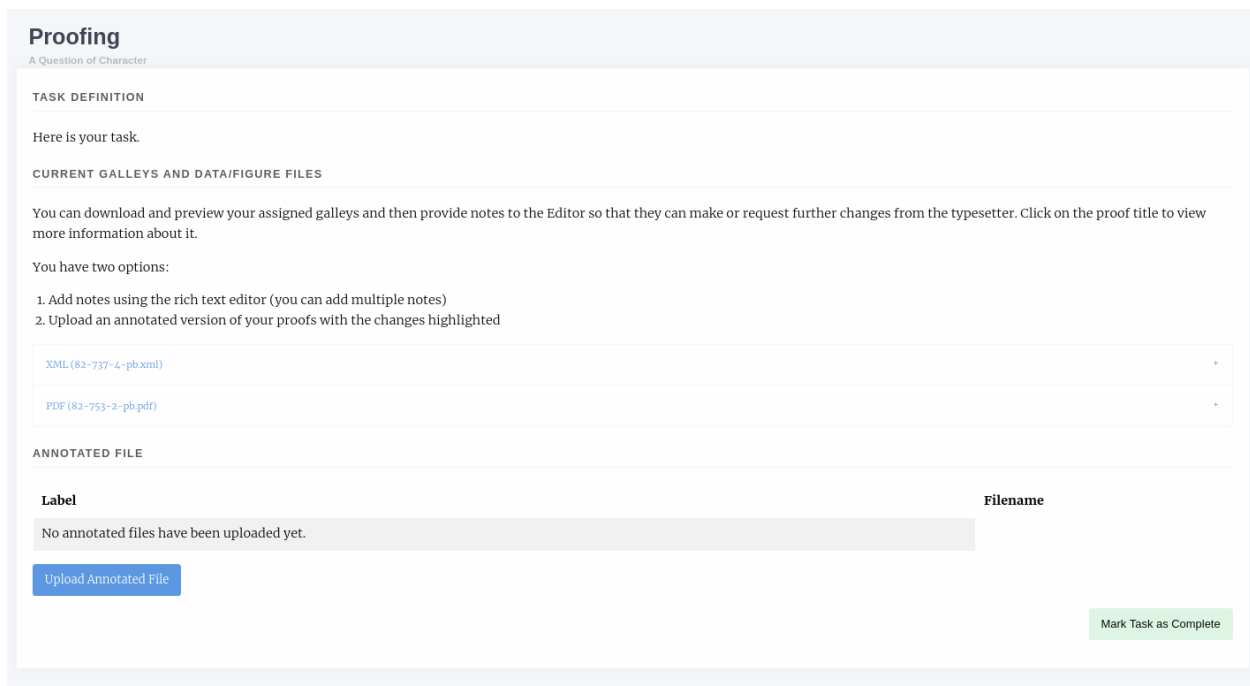 Proofing
A Question of Character
TASK DEFINITION
Here is your task.
CURRENT GALLEYS AND DATA/FIGURE FILES
You can download and preview your assigned galleys and then provide notes to the Editor so that they can make or request further changes from the typesetter. Click on the proof title to view
more information about it.
You have two options:
1. Add notes using the rich text editor (you can add multiple notes)
2. Upload an annotated version of your proofs with the changes highlighted
XML (82-737-4-pb.xml) +
PDF (82-753-2-pb.pdf) +
ANNOTATED FILE
Label Filename
No annotated files have been uploaded yet.
Upload Annotated File
Mark Task as Complete